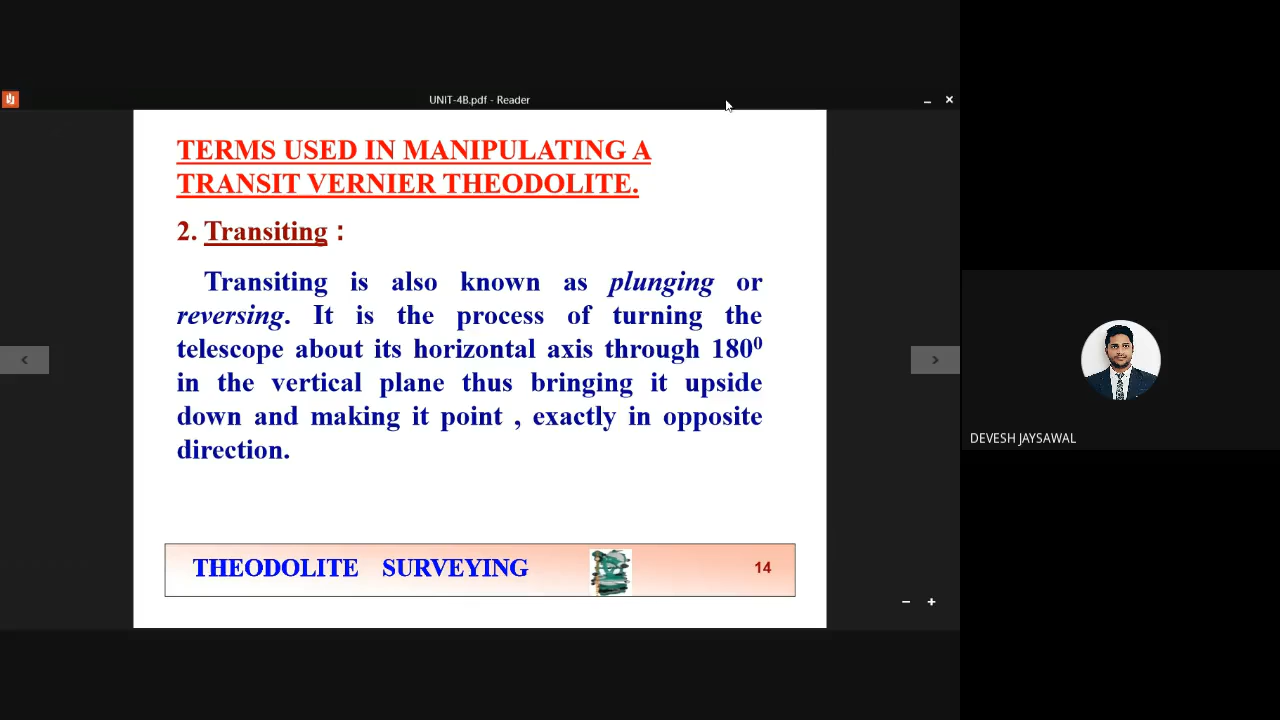 UNIT-4B.pdf - Reader
TERMS USED IN MANIPULATING A
TRANSIT VERNIER THEODOLITE.
2. Transiting :
Transiting is also known as plunging or
reversing. It is the process of turning the
telescope about its horizontal axis through 180⁰
in the vertical plane thus bringing it upside
down and making it point , exactly in opposite
direction.
THEODOLITE SURVEYING
14
DEVESH JAYSAWAL